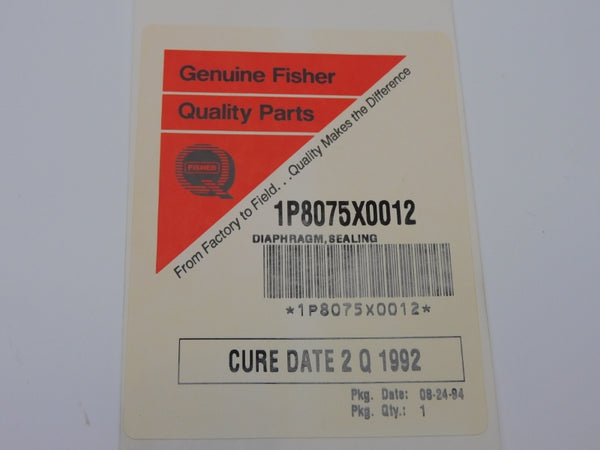 Genuine Fisher
Quality Parts
FISHER
From Factory to Field...Quality Makes the Difference
1P8075X0012
DIAPHRAGM,SEALING
*1P8075X0012*
CURE DATE 2 Q 1992
Pkg. Date: 08-24-94
Pkg. Qty.: 1